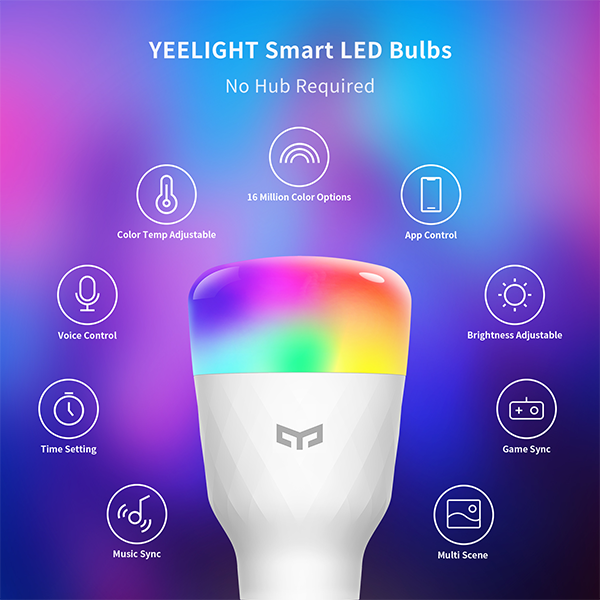 YEELIGHT Smart LED Bulbs
No Hub Required
16 Million Color Options
Color Temp Adjustable
App Control
Voice Control
Brightness Adjustable
Time Setting
Game Sync
Music Sync
Multi Scene